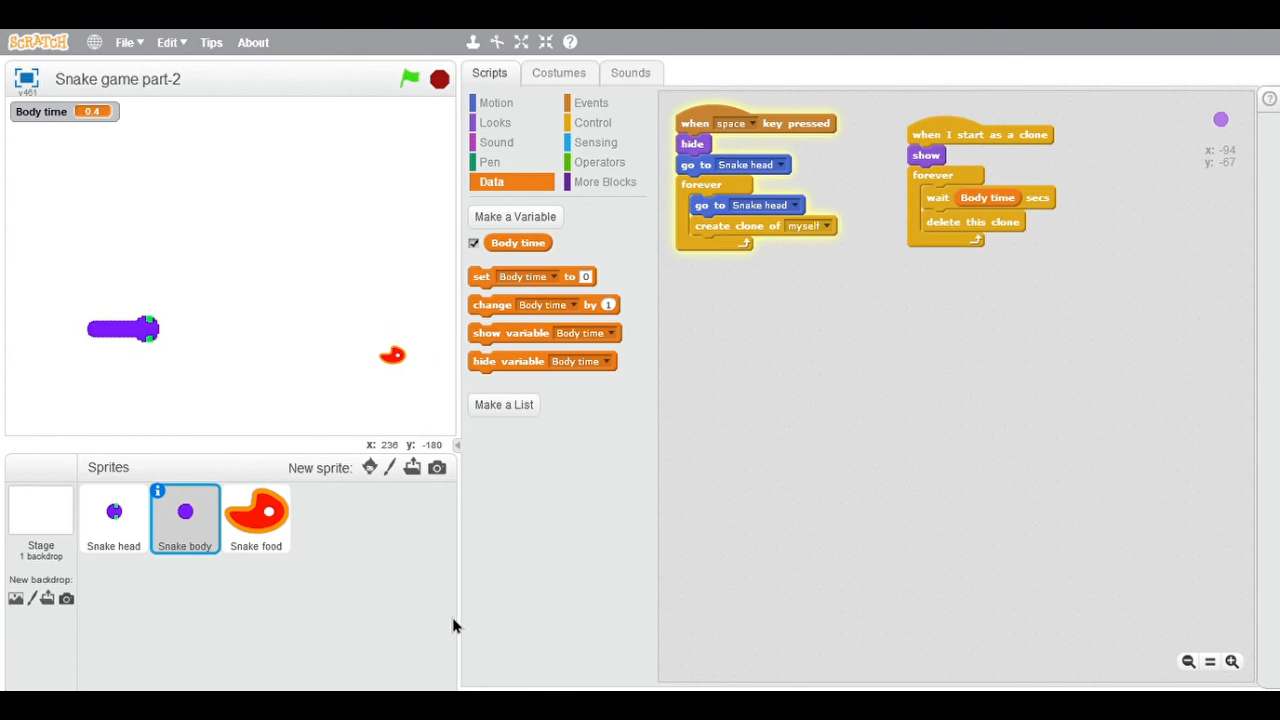 SCRATCH File Edit Tips About
v461 Snake game part-2
Body time 0.4
x: 236 y: -180
Sprites New sprite:
Stage
1 backdrop
New backdrop:
Snake head Snake body Snake food
Scripts Costumes Sounds
Motion Events
Looks Control
Sound Sensing
Pen Operators
Data More Blocks
Make a Variable
Body time
set Body time to 0
change Body time by 1
show variable Body time
hide variable Body time
Make a List
when space key pressed
hide
go to Snake head
forever
go to Snake head
create clone of myself
when I start as a clone
show
forever
wait Body time secs
delete this clone
x: -94
y: -67